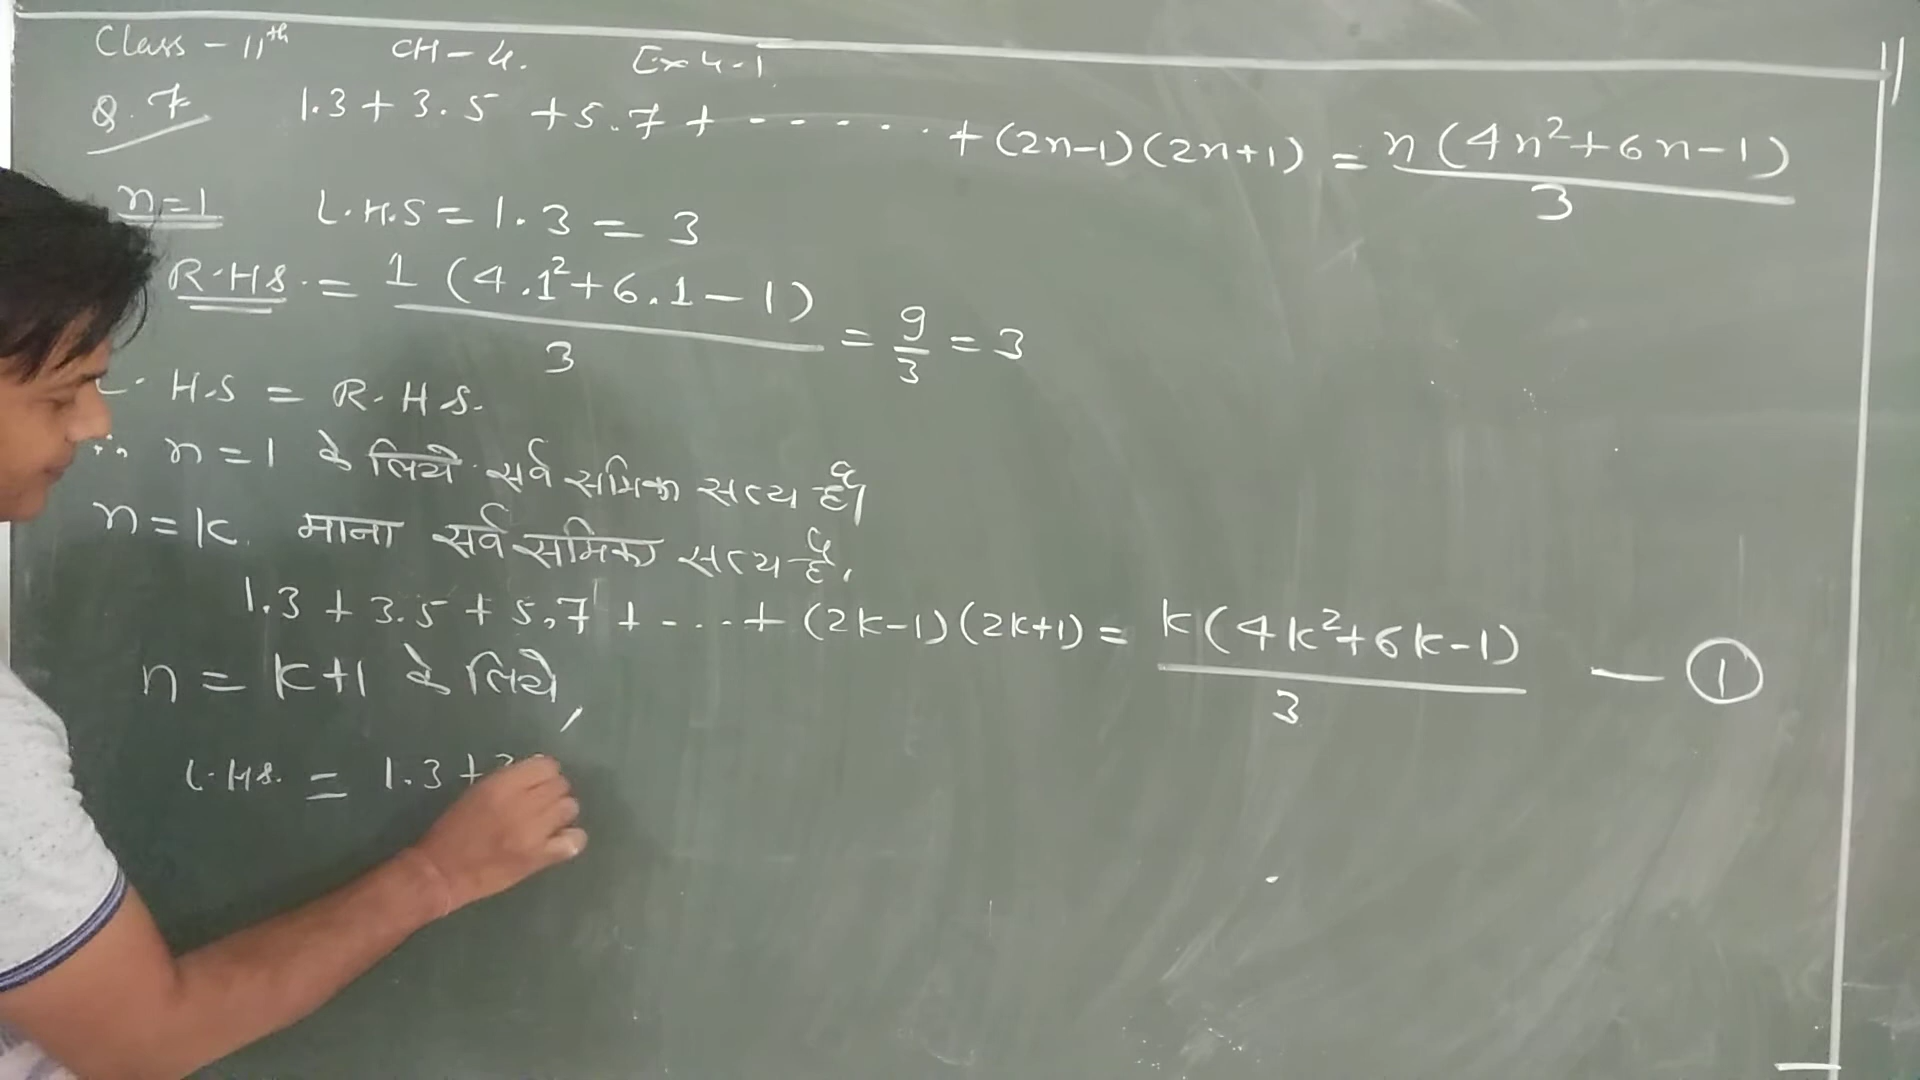 Class - 11th CH - 4. Ex 4.1
Q. 7 1.3 + 3.5 + 5.7 + ------ + (2n-1)(2n+1) = n(4n²+6n-1)/3
n=1 L.H.S = 1.3 = 3
R.H.S. = 1(4.1²+6.1-1)/3 = 9/3 = 3
L.H.S = R.H.S.
∴ n=1 के लिये सर्वसमिका सत्य है।
n=k. माना सर्वसमिका सत्य है,
1.3 + 3.5 + 5.7 + ---- + (2k-1)(2k+1) = k(4k²+6k-1)/3 — ①
n = k+1 के लिये,
L.H.S. = 1.3 +